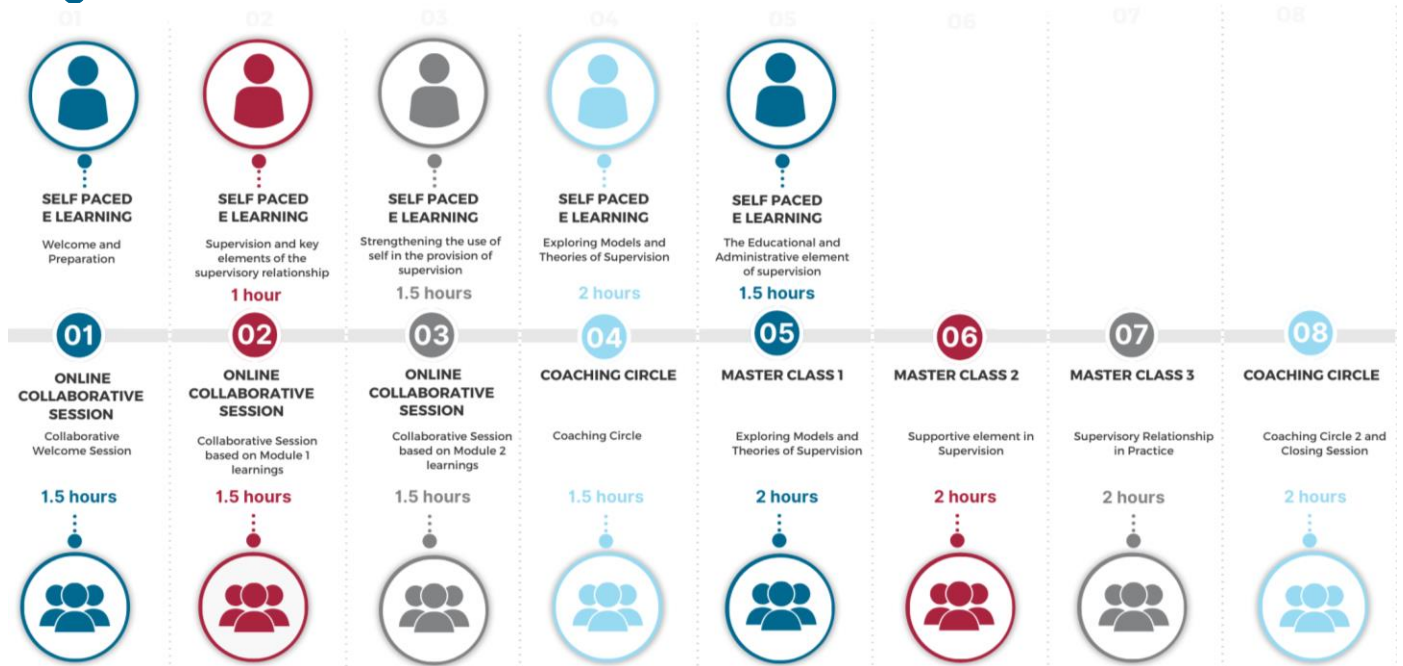 01
02
03
04
05
06
07
08
SELF PACED
E LEARNING
Welcome and
Preparation
SELF PACED
E LEARNING
Supervision and key
elements of the
supervisory relationship
1 hour
SELF PACED
E LEARNING
Strengthening the use of
self in the provision of
supervision
1.5 hours
SELF PACED
E LEARNING
Exploring Models and
Theories of Supervision
2 hours
SELF PACED
E LEARNING
The Educational and
Administrative element
of supervision
1.5 hours
01
ONLINE
COLLABORATIVE
SESSION
Collaborative
Welcome Session
1.5 hours
02
ONLINE
COLLABORATIVE
SESSION
Collaborative Session
based on Module 1
learnings
1.5 hours
03
ONLINE
COLLABORATIVE
SESSION
Collaborative Session
based on Module 2
learnings
1.5 hours
04
COACHING CIRCLE
Coaching Circle
1.5 hours
05
MASTER CLASS 1
Exploring Models and
Theories of Supervision
2 hours
06
MASTER CLASS 2
Supportive element in
Supervision
2 hours
07
MASTER CLASS 3
Supervisory Relationship
in Practice
2 hours
08
COACHING CIRCLE
Coaching Circle 2 and
Closing Session
2 hours